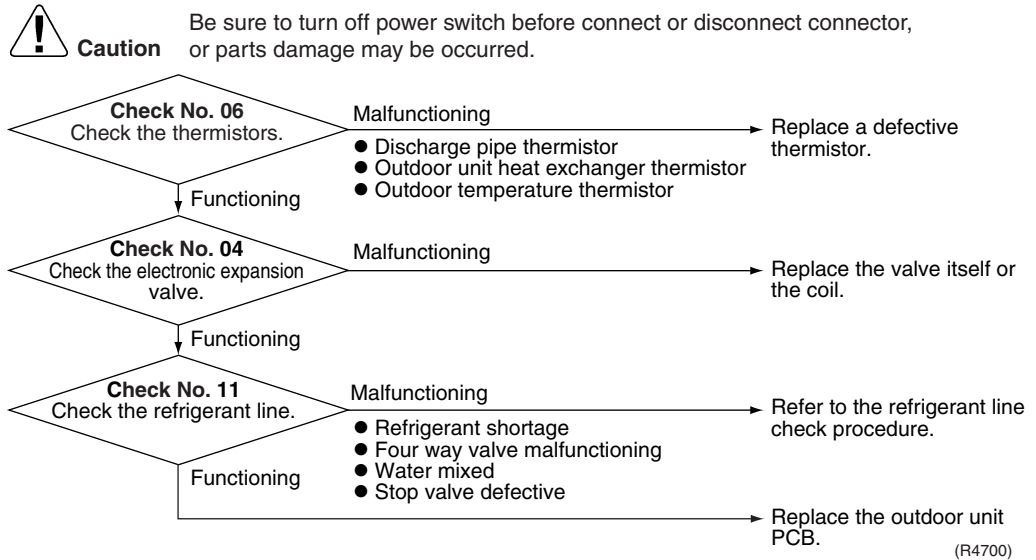 Caution
Be sure to turn off power switch before connect or disconnect connector,
or parts damage may be occurred.
Check No. 06
Check the thermistors.
Malfunctioning
● Discharge pipe thermistor
● Outdoor unit heat exchanger thermistor
● Outdoor temperature thermistor
Replace a defective
thermistor.
Functioning
Check No. 04
Check the electronic expansion
valve.
Malfunctioning
Replace the valve itself or
the coil.
Functioning
Check No. 11
Check the refrigerant line.
Malfunctioning
● Refrigerant shortage
● Four way valve malfunctioning
● Water mixed
● Stop valve defective
Refer to the refrigerant line
check procedure.
Functioning
Replace the outdoor unit
PCB.
(R4700)